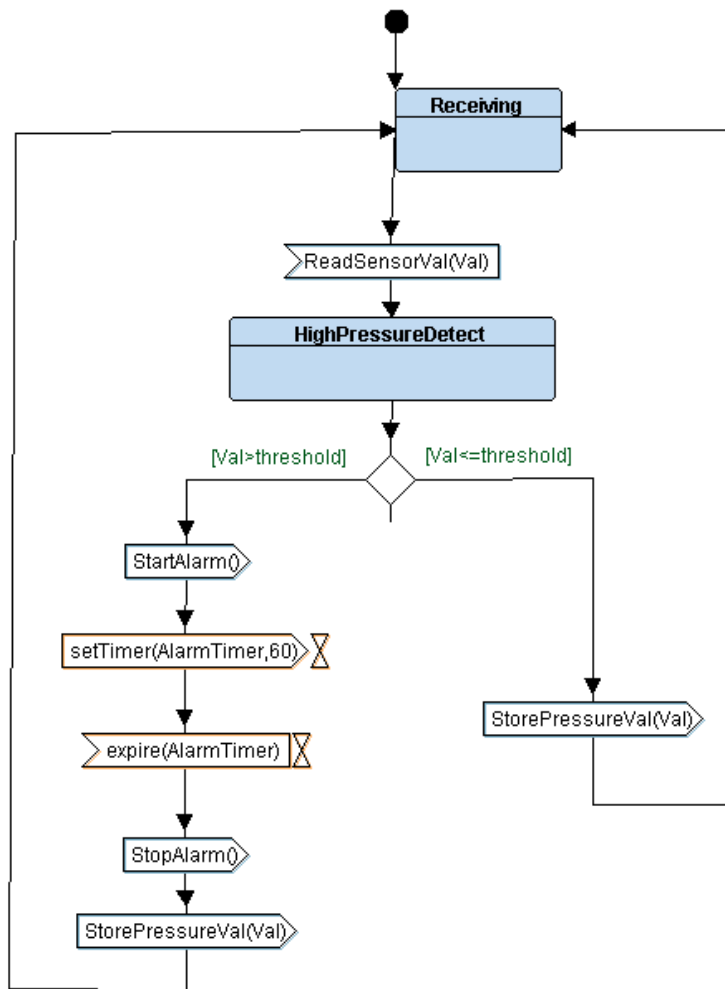 Receiving
ReadSensorVal(Val)
HighPressureDetect
[Val>threshold]
[Val<=threshold]
StartAlarm()
setTimer(AlarmTimer,60)
StorePressureVal(Val)
expire(AlarmTimer)
StopAlarm()
StorePressureVal(Val)